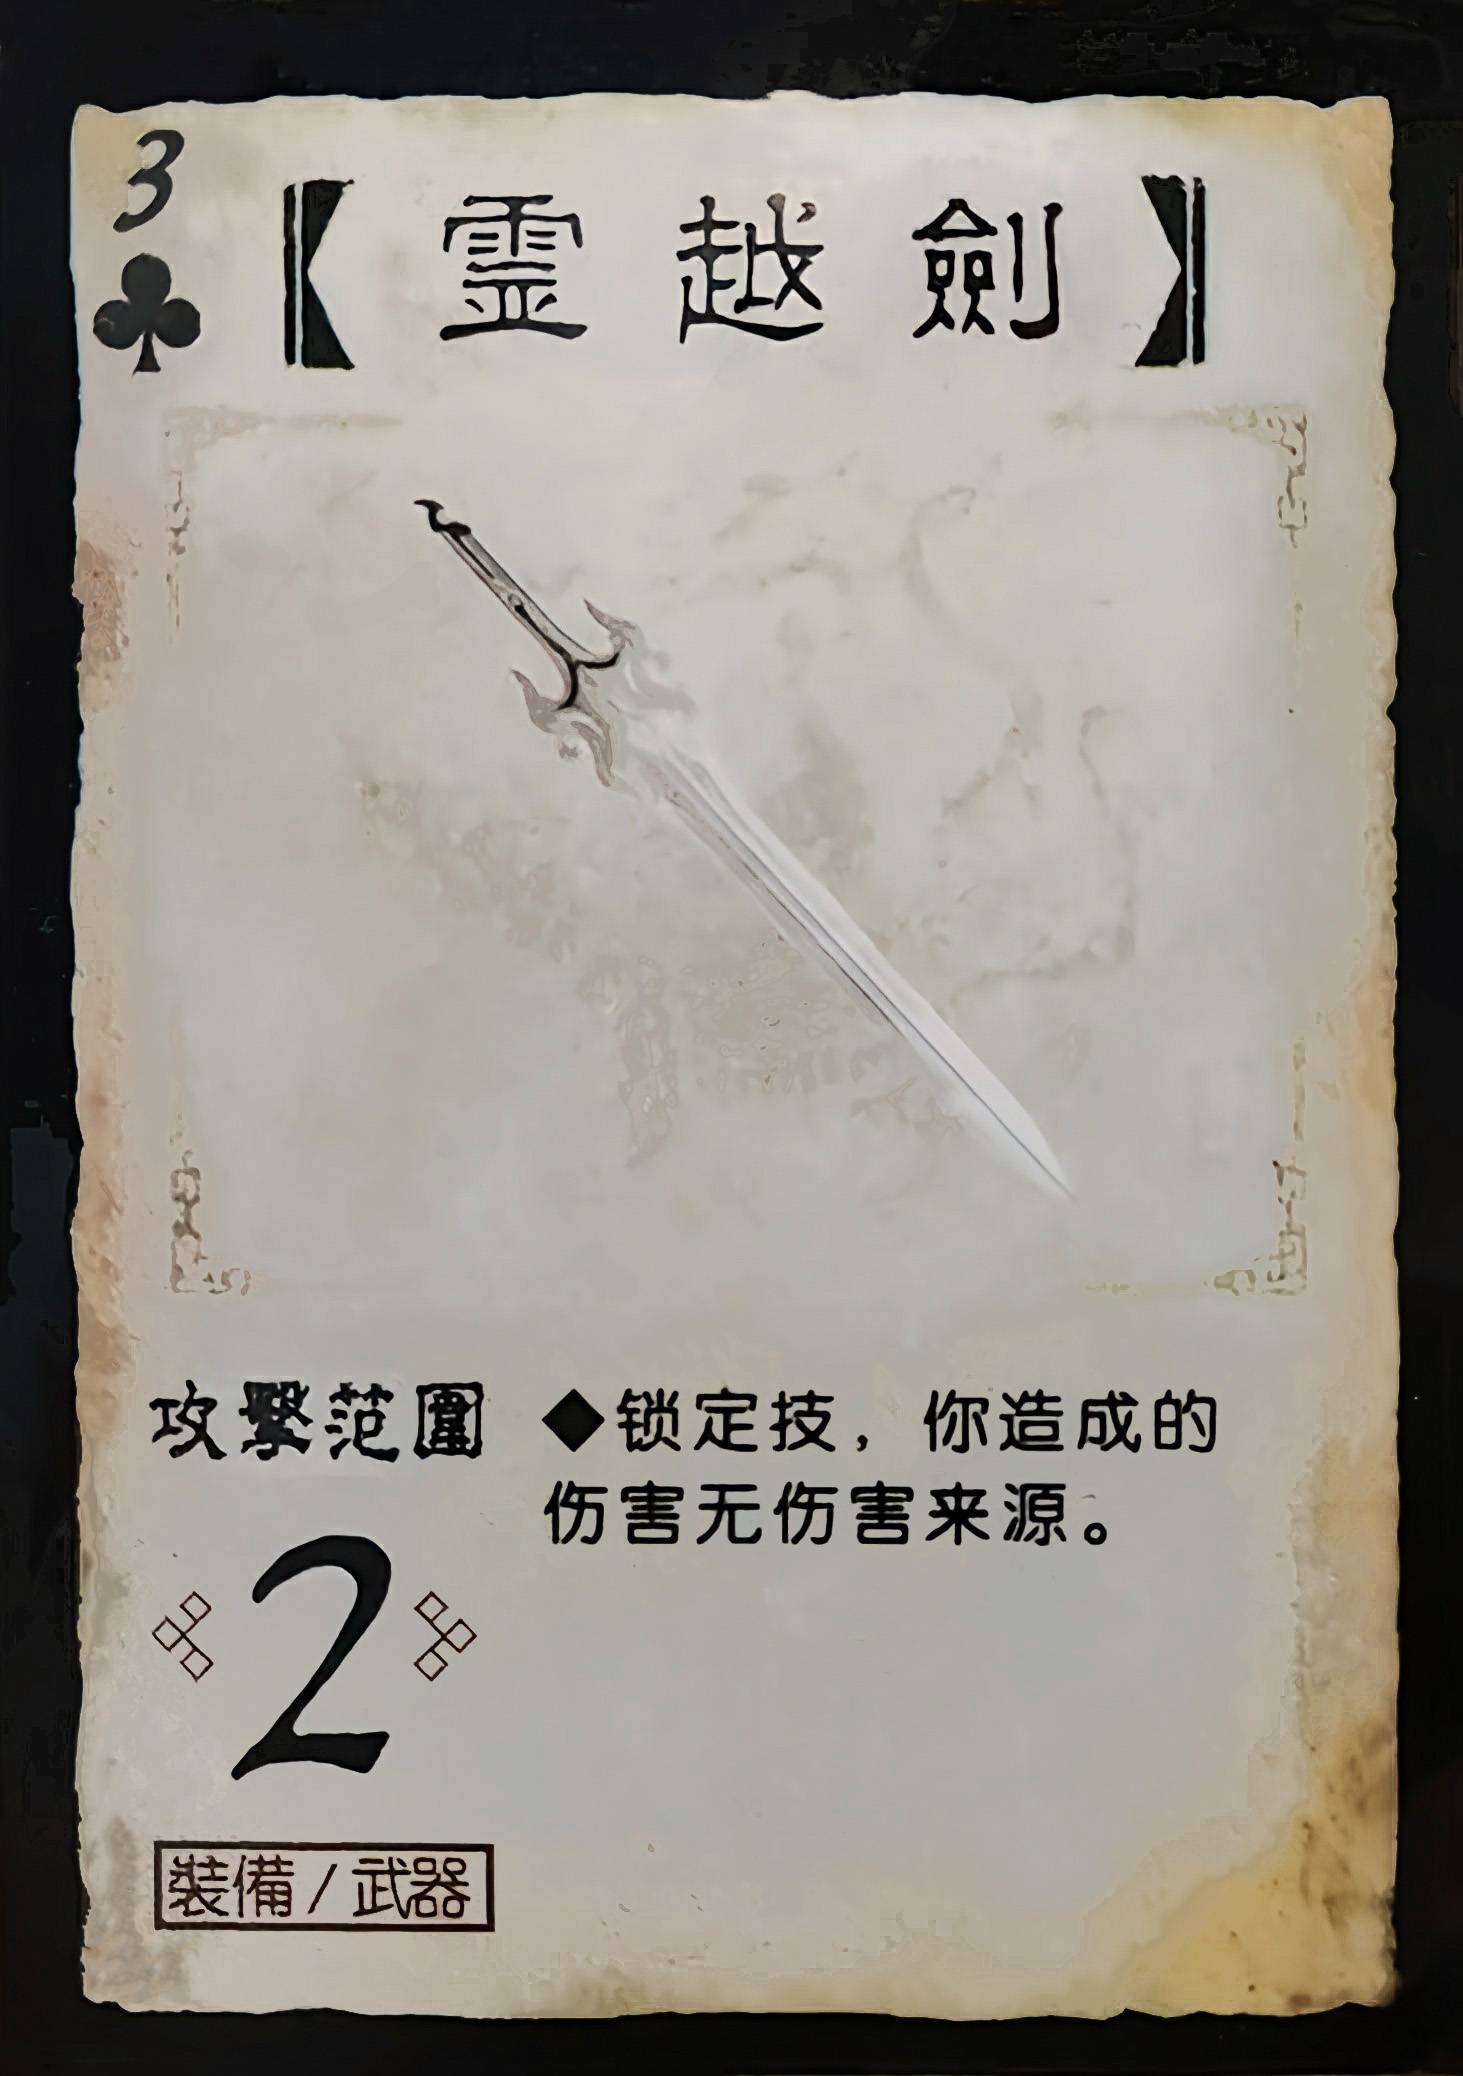 3
【霊越劍】
攻擊范圍
2
◆锁定技，你造成的
伤害无伤害来源。
裝備/武器